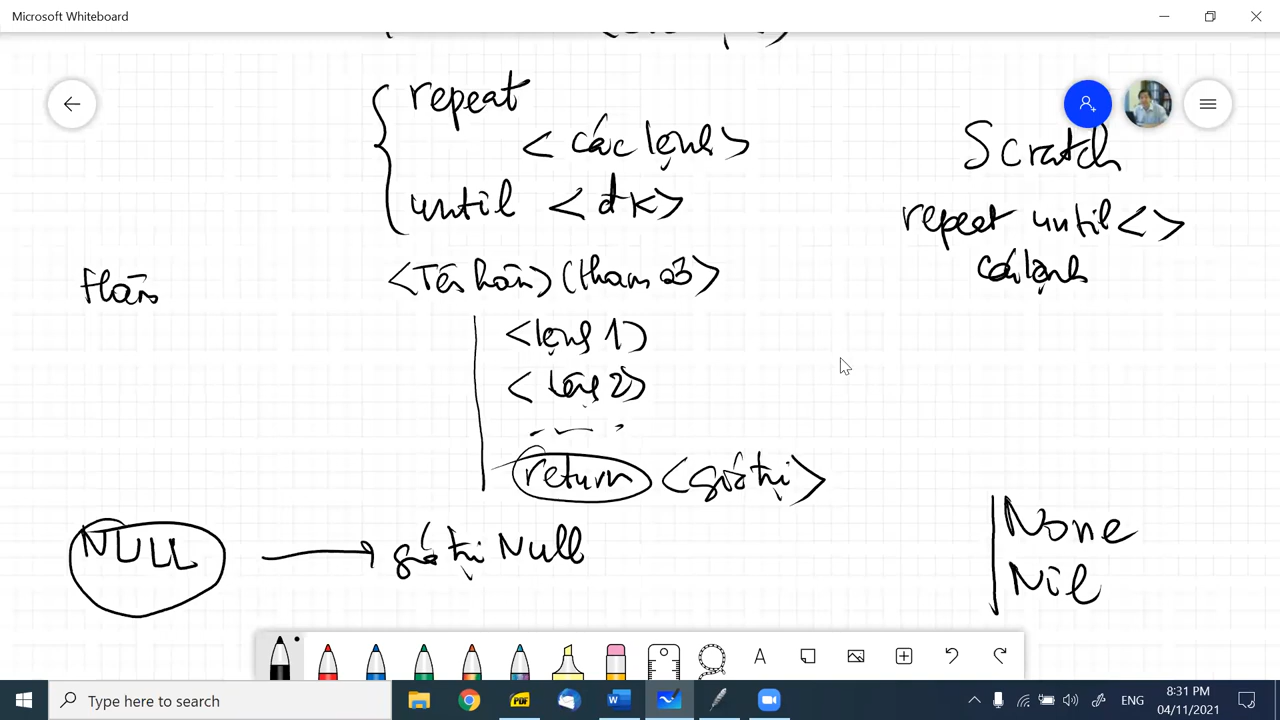 Microsoft Whiteboard
repeat
< các lệnh >
until < đk >
Scratch
repeat until < >
các lệnh
Hàm
<Tên hàm> (tham số)
<lệnh 1>
<lệnh 2>
.....
return <giá trị>
NULL → giá trị Null
None
Nil
Type here to search
ENG
8:31 PM
04/11/2021